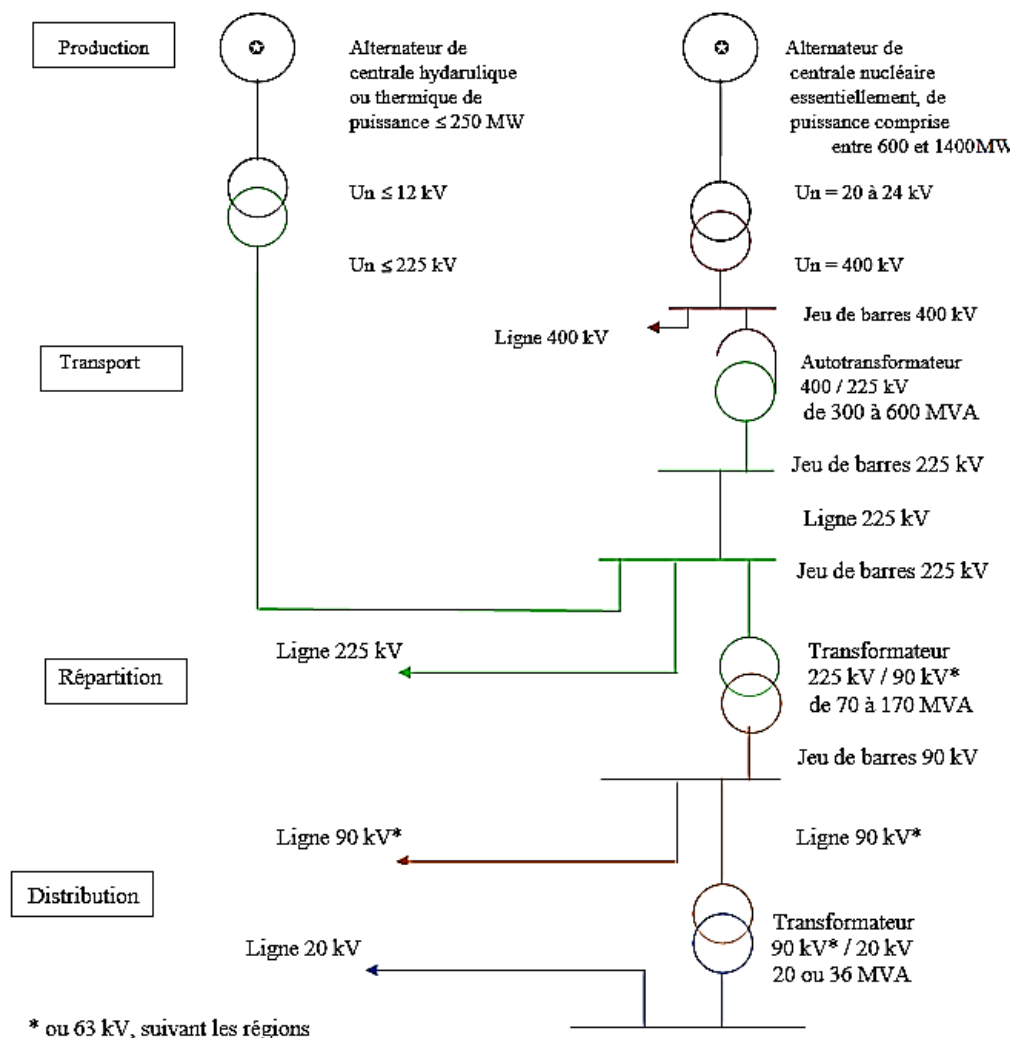 Production
Alternateur de
centrale hydarulique
ou thermique de
puissance ≤ 250 MW
Alternateur de
centrale nucléaire
essentiellement, de
puissance comprise
entre 600 et 1400MW
Un ≤ 12 kV
Un = 20 à 24 kV
Un ≤ 225 kV
Un = 400 kV
Jeu de barres 400 kV
Ligne 400 kV
Transport
Autotransformateur
400 / 225 kV
de 300 à 600 MVA
Jeu de barres 225 kV
Ligne 225 kV
Jeu de barres 225 kV
Ligne 225 kV
Répartition
Transformateur
225 kV / 90 kV*
de 70 à 170 MVA
Jeu de barres 90 kV
Ligne 90 kV*
Ligne 90 kV*
Distribution
Transformateur
90 kV* / 20 kV
20 ou 36 MVA
Ligne 20 kV
* ou 63 kV, suivant les régions